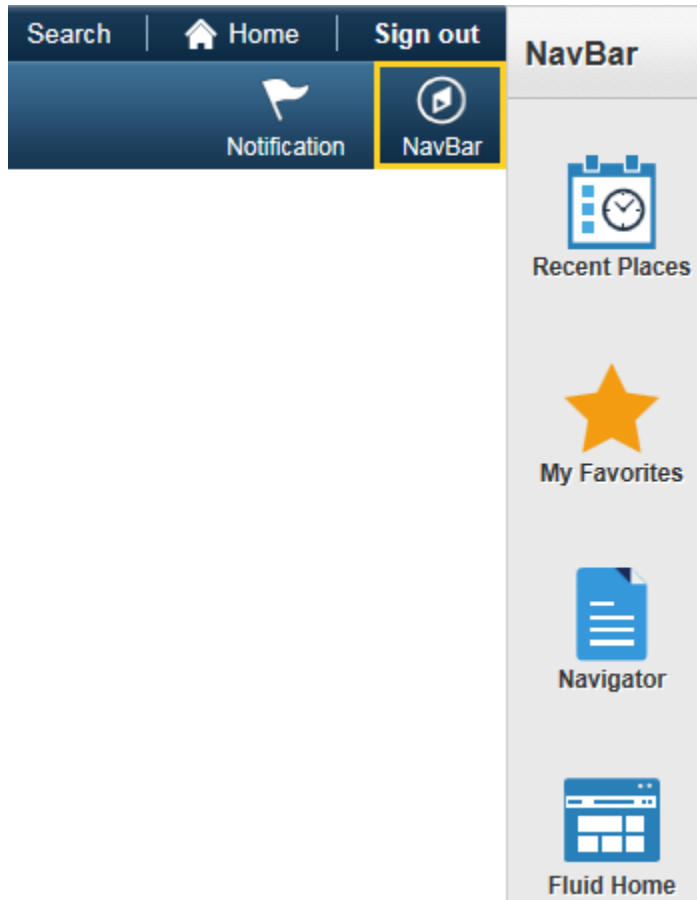 Search Home Sign out
Notification NavBar
NavBar
Recent Places
My Favorites
Navigator
Fluid Home